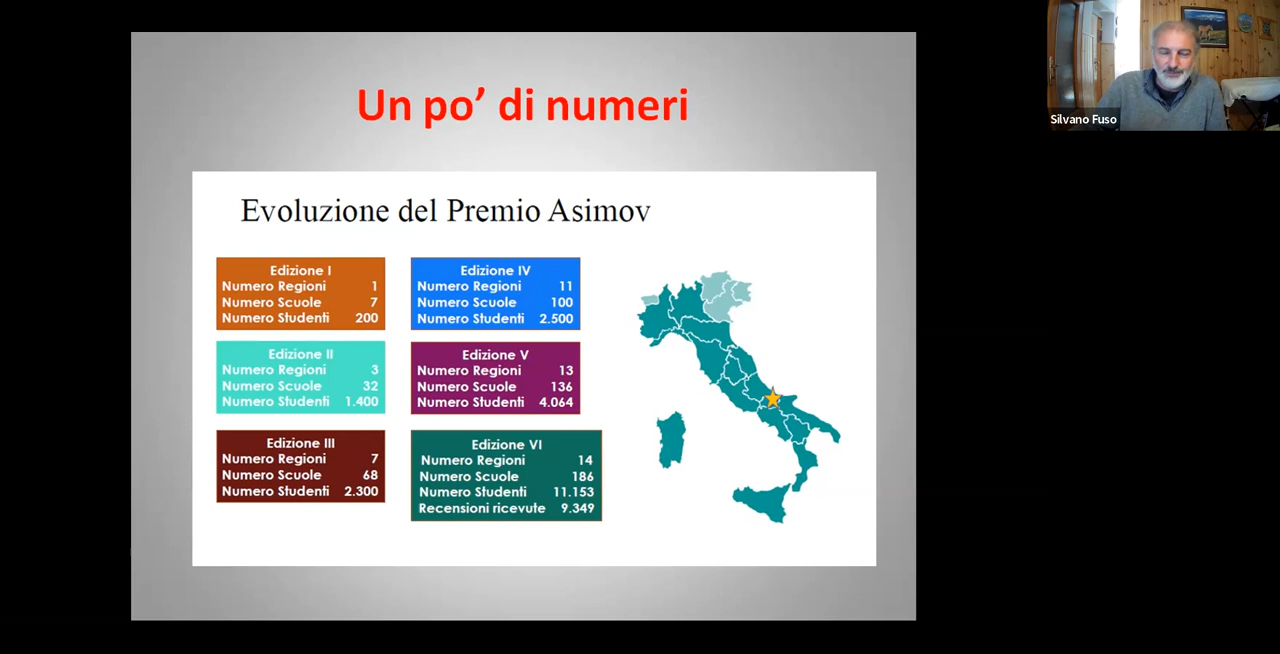 Un po’ di numeri
Silvano Fuso
Evoluzione del Premio Asimov
Edizione I
Numero Regioni 1
Numero Scuole 7
Numero Studenti 200
Edizione II
Numero Regioni 3
Numero Scuole 32
Numero Studenti 1.400
Edizione III
Numero Regioni 7
Numero Scuole 68
Numero Studenti 2.300
Edizione IV
Numero Regioni 11
Numero Scuole 100
Numero Studenti 2.500
Edizione V
Numero Regioni 13
Numero Scuole 136
Numero Studenti 4.064
Edizione VI
Numero Regioni 14
Numero Scuole 186
Numero Studenti 11.153
Recensioni ricevute 9.349